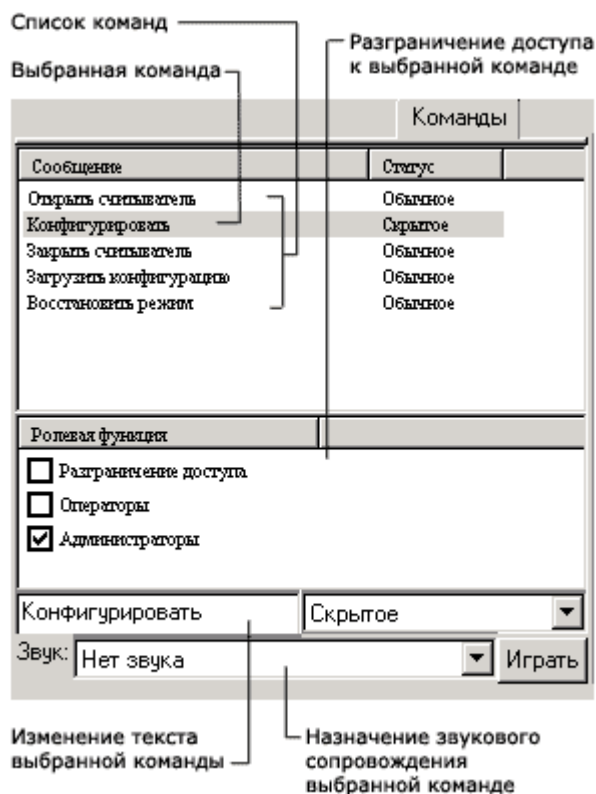 Список команд
Разграничение доступа
к выбранной команде
Выбранная команда
Команды
Сообщение Статус
Открыть считыватель Обычное
Конфигурировать Скрытое
Закрыть считыватель Обычное
Загрузить конфигурацию Обычное
Восстановить режим Обычное
Ролевая функция
Разграничение доступа
Операторы
Администраторы
Конфигурировать Скрытое
Звук: Нет звука Играть
Изменение текста
выбранной команды
Назначение звукового
сопровождения
выбранной команде